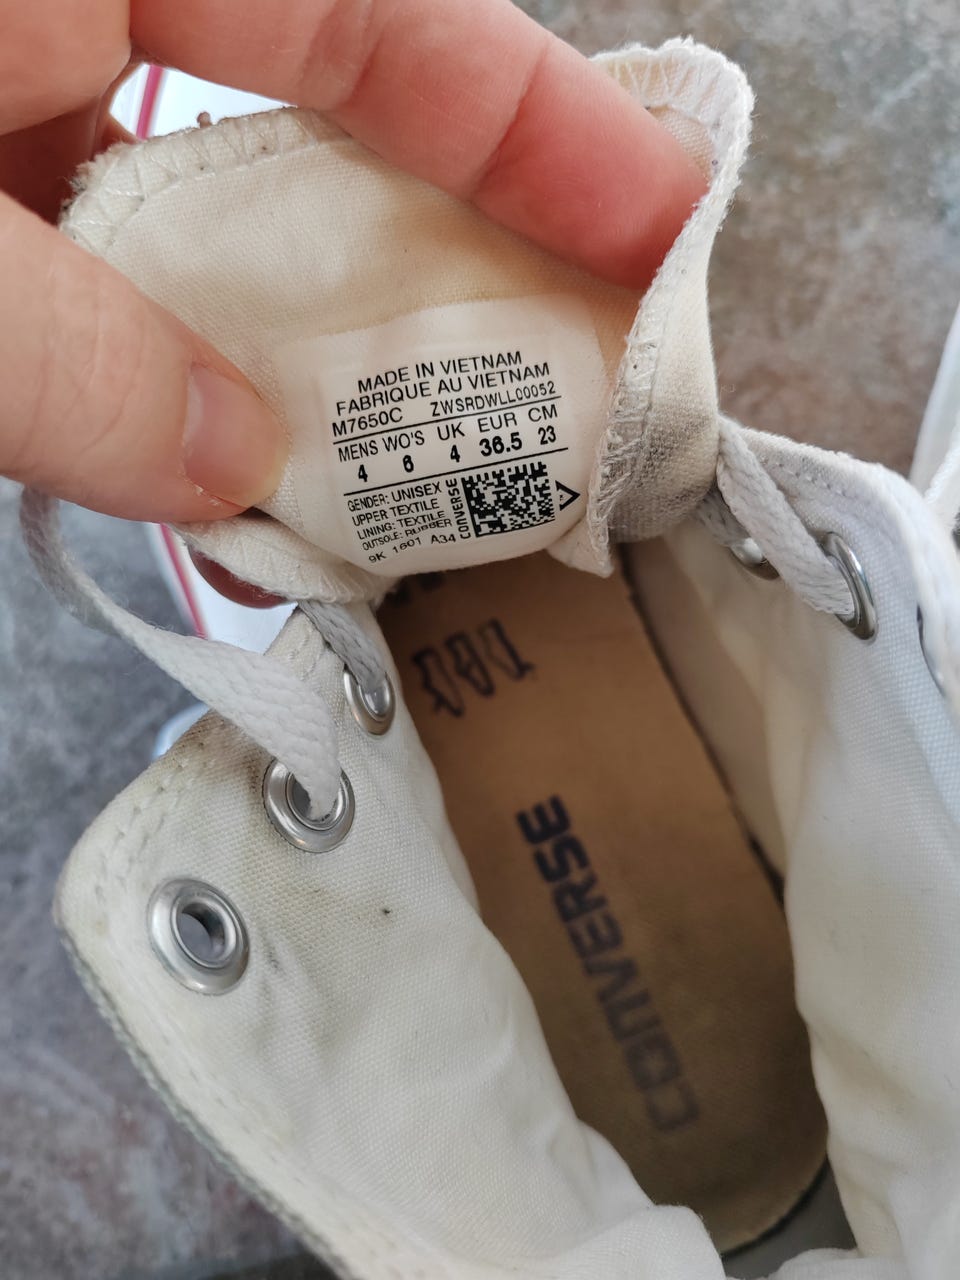 MADE IN VIETNAM
FABRIQUE AU VIETNAM
M7650C ZWSRDWLL00052
MENS WO'S UK EUR CM
4 6 4 36.5 23
GENDER: UNISEX
UPPER TEXTILE
LINING: TEXTILE
OUTSOLE: RUBBER
9K 1601 A34
CONVERSE
CONVERSE